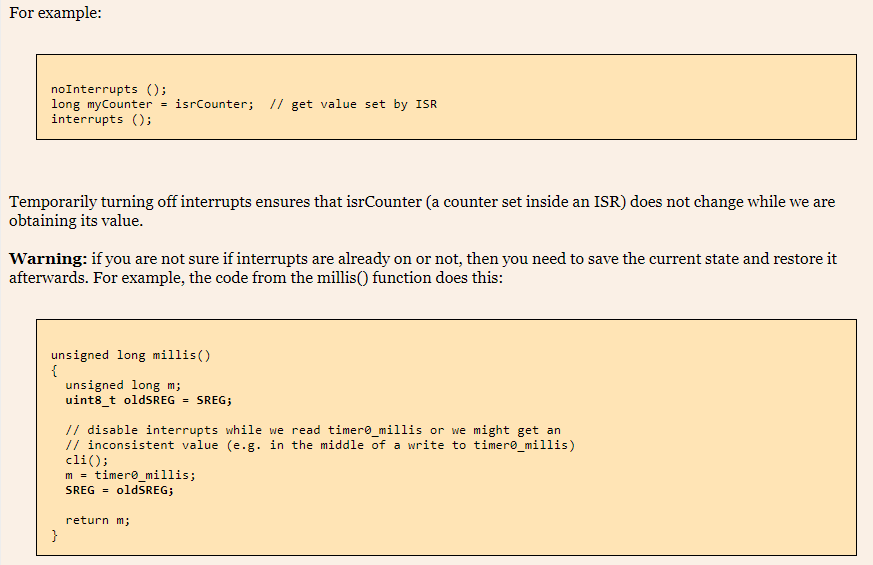 For example:
noInterrupts ();
long myCounter = isrCounter;  // get value set by ISR
interrupts ();
Temporarily turning off interrupts ensures that isrCounter (a counter set inside an ISR) does not change while we are
obtaining its value.
Warning: if you are not sure if interrupts are already on or not, then you need to save the current state and restore it
afterwards. For example, the code from the millis() function does this:
unsigned long millis()
{
  unsigned long m;
  uint8_t oldSREG = SREG;
  // disable interrupts while we read timer0_millis or we might get an
  // inconsistent value (e.g. in the middle of a write to timer0_millis)
  cli();
  m = timer0_millis;
  SREG = oldSREG;
  return m;
}